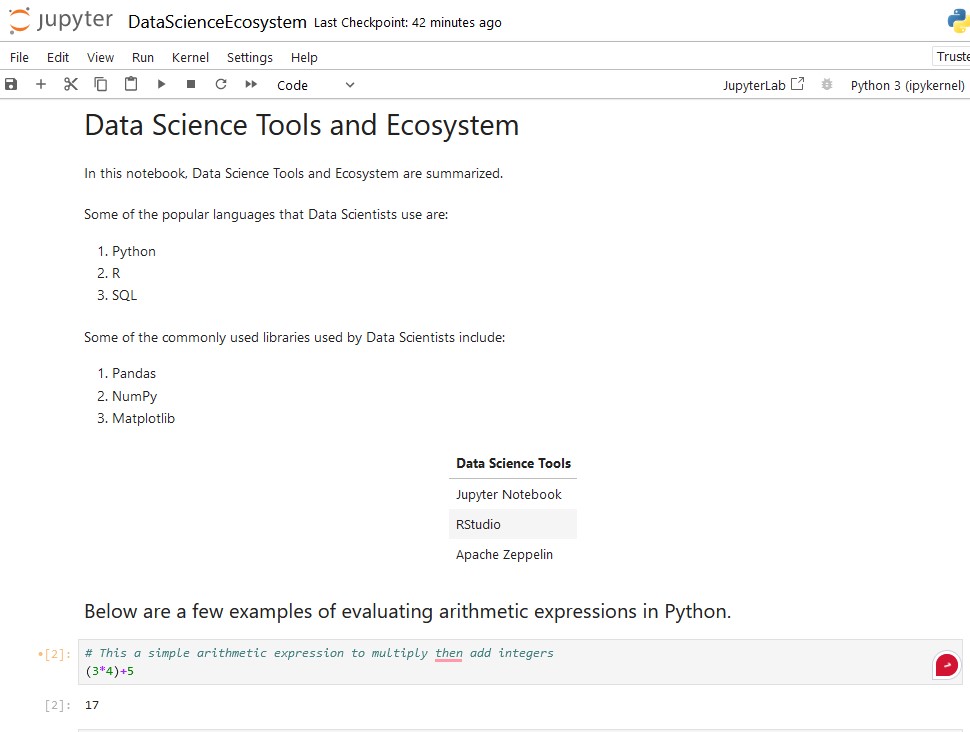 jupyter DataScienceEcosystem Last Checkpoint: 42 minutes ago
File Edit View Run Kernel Settings Help Truste
Code JupyterLab Python 3 (ipykernel)
Data Science Tools and Ecosystem
In this notebook, Data Science Tools and Ecosystem are summarized.
Some of the popular languages that Data Scientists use are:
1. Python
2. R
3. SQL
Some of the commonly used libraries used by Data Scientists include:
1. Pandas
2. NumPy
3. Matplotlib
Data Science Tools
Jupyter Notebook
RStudio
Apache Zeppelin
Below are a few examples of evaluating arithmetic expressions in Python.
•[2]: # This a simple arithmetic expression to multiply then add integers
(3*4)+5
[2]: 17